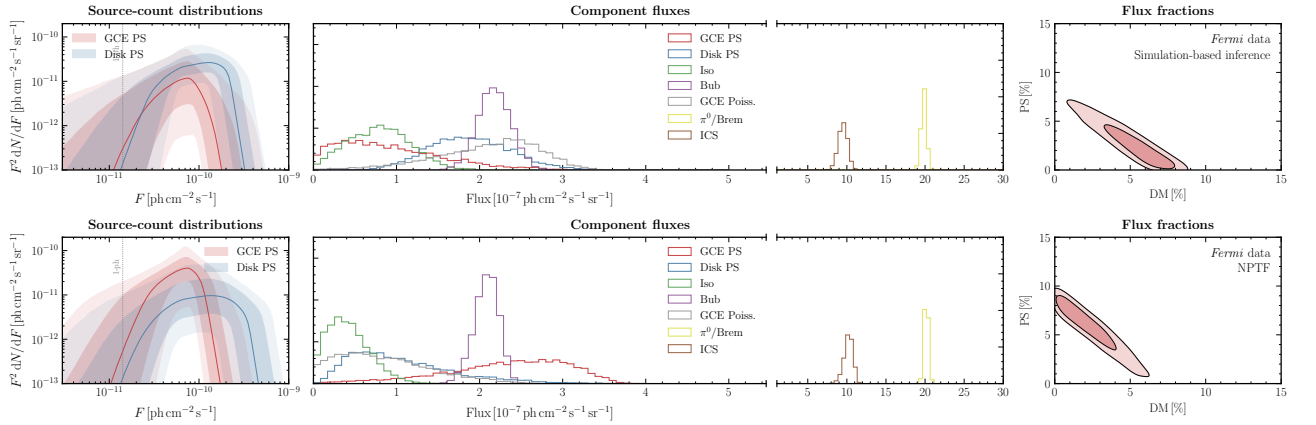 Source-count distributions
10⁻¹⁰
10⁻¹¹
10⁻¹²
10⁻¹³
F² dN/dF [ph cm⁻² s⁻¹ sr⁻¹]
GCE PS
Disk PS
10⁻¹¹
10⁻¹⁰
10⁻⁹
F [ph cm⁻² s⁻¹]
Component fluxes
GCE PS
Disk PS
Iso
Bub
GCE Poiss.
π⁰/Brem
ICS
0 1 2 3 4 5 5 10 15 20 25 30
Flux [10⁻⁷ ph cm⁻² s⁻¹ sr⁻¹]
Flux fractions
Fermi data
Simulation-based inference
15
10
5
0
PS [%]
0 5 10 15
DM [%]
Source-count distributions
10⁻¹⁰
10⁻¹¹
10⁻¹²
10⁻¹³
F² dN/dF [ph cm⁻² s⁻¹ sr⁻¹]
GCE PS
Disk PS
1-ph
10⁻¹¹
10⁻¹⁰
10⁻⁹
F [ph cm⁻² s⁻¹]
Component fluxes
GCE PS
Disk PS
Iso
Bub
GCE Poiss.
π⁰/Brem
ICS
0 1 2 3 4 5 5 10 15 20 25 30
Flux [10⁻⁷ ph cm⁻² s⁻¹ sr⁻¹]
Flux fractions
Fermi data
NPTF
15
10
5
0
PS [%]
0 5 10 15
DM [%]